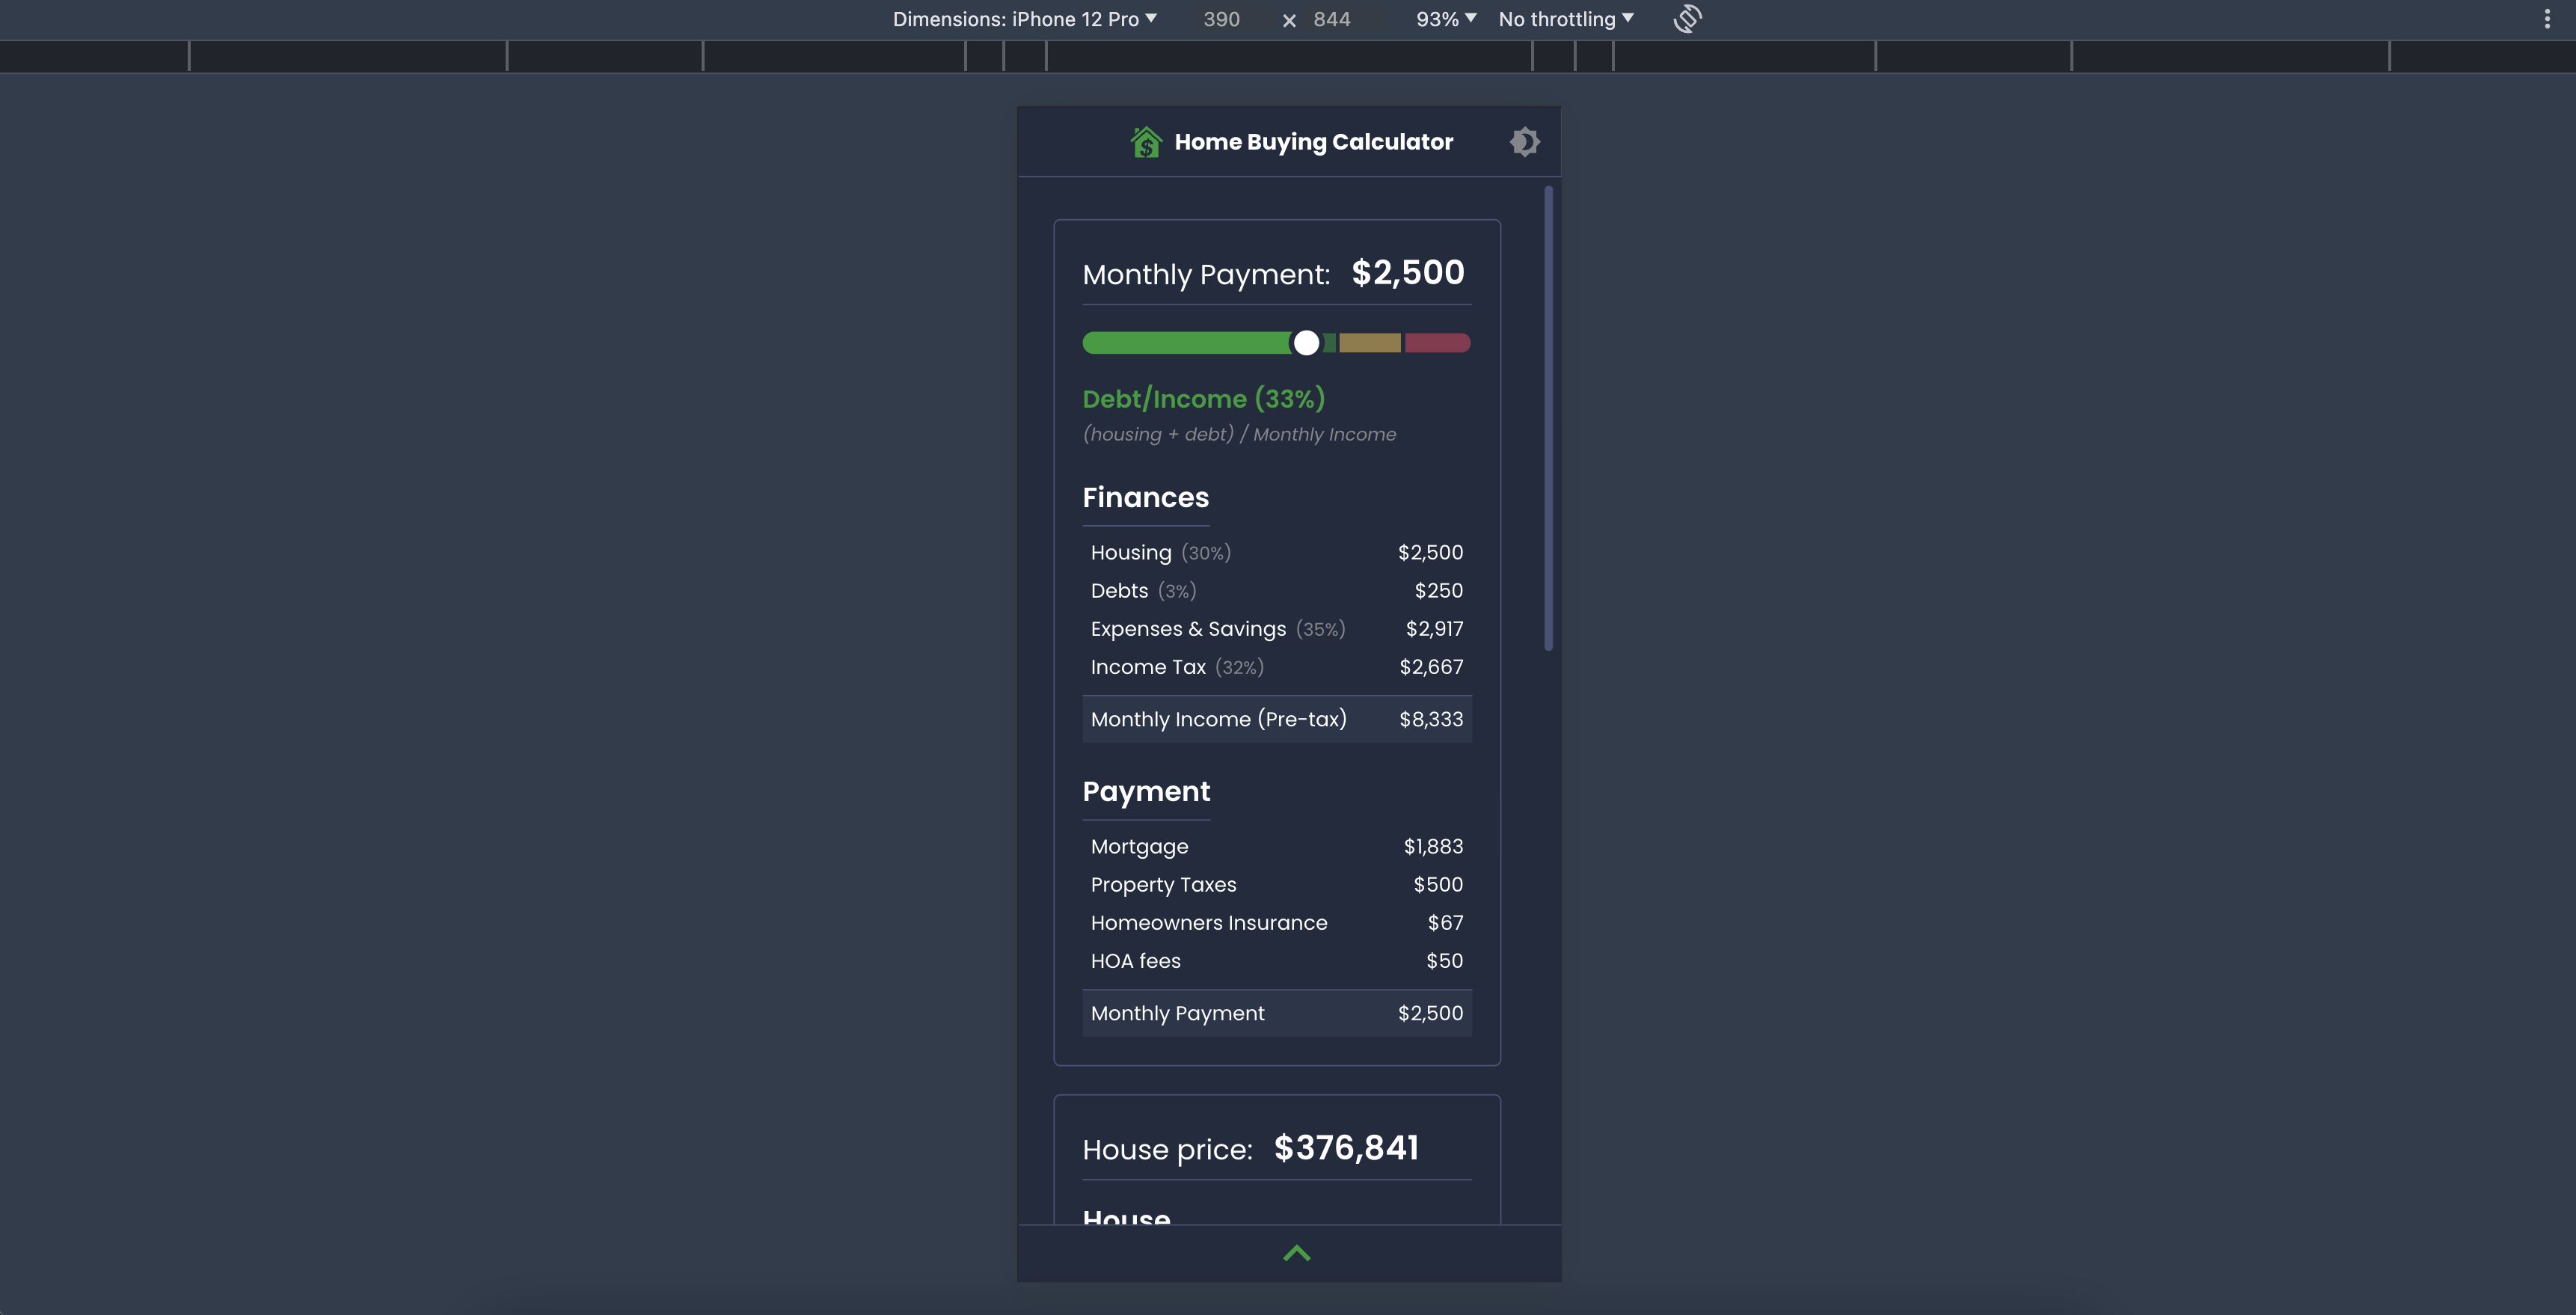 Dimensions: iPhone 12 Pro 390 × 844 93% No throttling
Home Buying Calculator
Monthly Payment: $2,500
Debt/Income (33%)
(housing + debt) / Monthly Income
Finances
Housing (30%) $2,500
Debts (3%) $250
Expenses & Savings (35%) $2,917
Income Tax (32%) $2,667
Monthly Income (Pre-tax) $8,333
Payment
Mortgage $1,883
Property Taxes $500
Homeowners Insurance $67
HOA fees $50
Monthly Payment $2,500
House price: $376,841
House